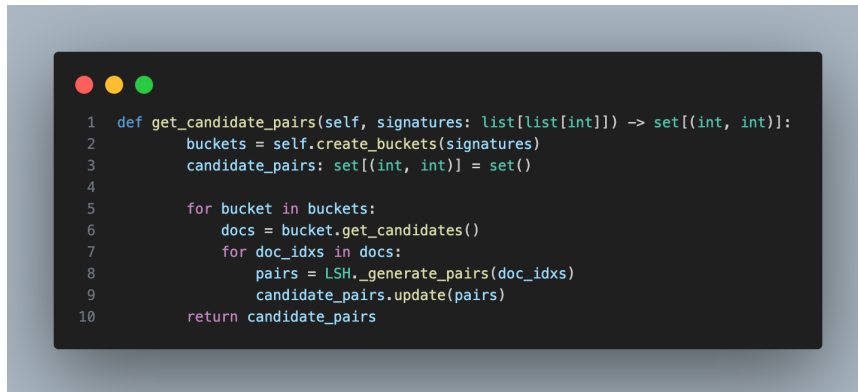 1 def get_candidate_pairs(self, signatures: list[list[int]]) -> set[(int, int)]:
2         buckets = self.create_buckets(signatures)
3         candidate_pairs: set[(int, int)] = set()
4
5         for bucket in buckets:
6             docs = bucket.get_candidates()
7             for doc_idxs in docs:
8                 pairs = LSH._generate_pairs(doc_idxs)
9                 candidate_pairs.update(pairs)
10         return candidate_pairs